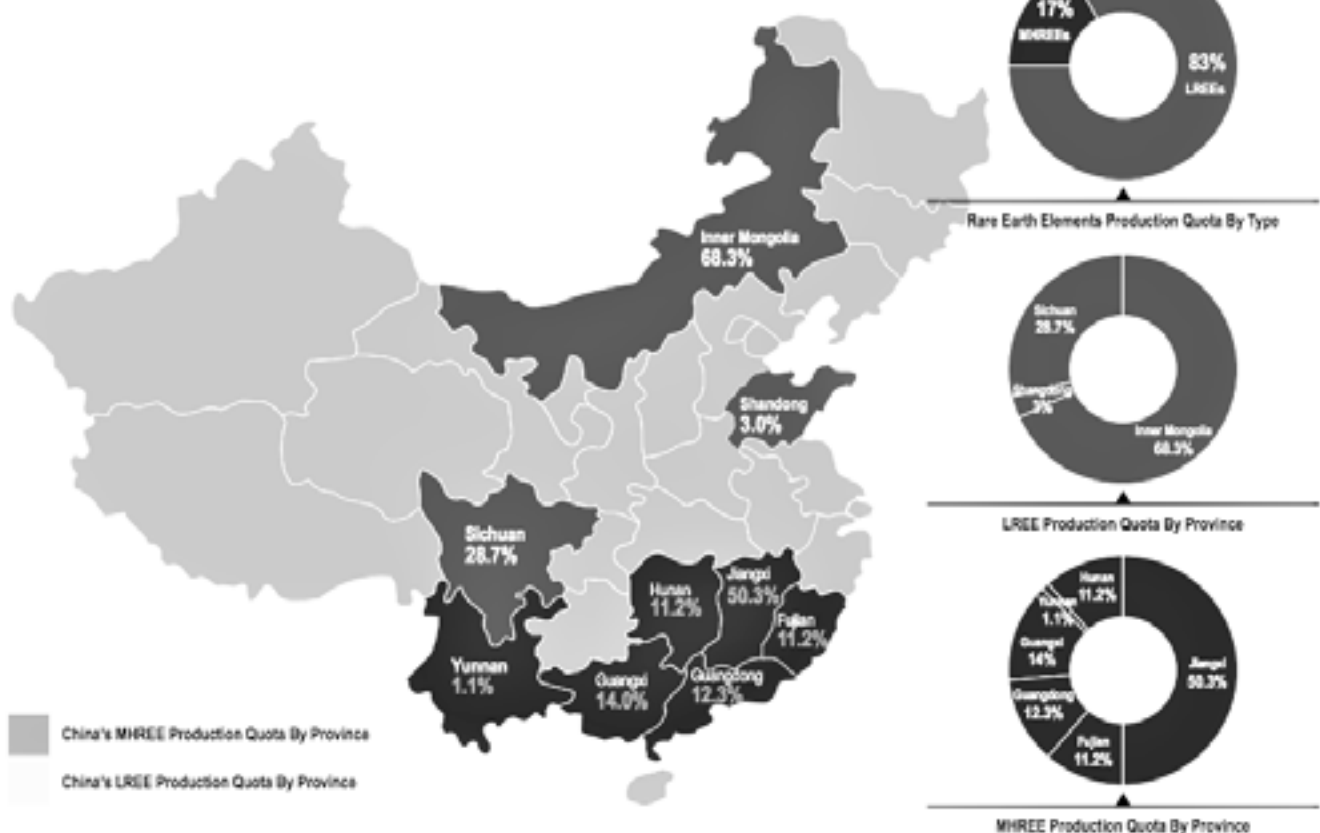 17%
MHREEs
83%
LREEs
Rare Earth Elements Production Quota By Type
Inner Mongolia
68.3%
Shandong
3.0%
Sichuan
28.7%
Hunan
11.2%
Jiangxi
50.3%
Fujian
11.2%
Yunnan
1.1%
Guangxi
14.0%
Guangdong
12.3%
China's MHREE Production Quota By Province
China's LREE Production Quota By Province
Sichuan
28.7%
3%
Inner Mongolia
68.3%
LREE Production Quota By Province
Hunan
11.2%
Yunnan
1.1%
Guangxi
14%
Guangdong
12.3%
Fujian
11.2%
Jiangxi
50.3%
MHREE Production Quota By Province